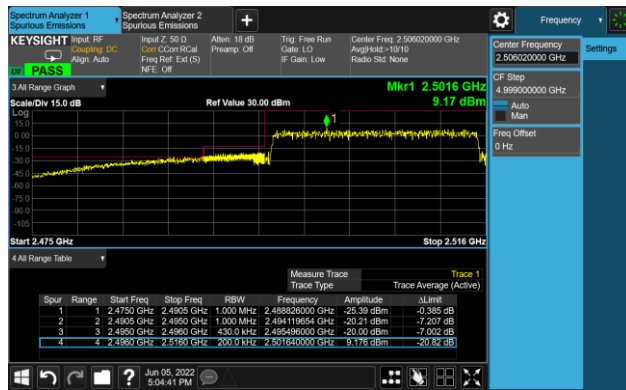 Spectrum Analyzer 1
Spurious Emissions
Spectrum Analyzer 2
Spurious Emissions
Frequency
KEYSIGHT
Input: RF
Coupling: DC
Align: Auto
Input Z: 50 Ω
Corr CCorr RCal
Freq Ref: Ext (S)
NFE: Off
Atten: 18 dB
Preamp: Off
Trig: Free Run
Gate: LO
IF Gain: Low
Center Freq: 2.506020000 GHz
Avg|Hold:>10/10
Radio Std: None
PASS
Center Frequency
2.506020000 GHz
Settings
CF Step
4.999000000 GHz
Auto
Man
Freq Offset
0 Hz
3 All Range Graph
Mkr1 2.5016 GHz
Scale/Div 15.0 dB
Ref Value 30.00 dBm
9.17 dBm
Log
15.0
0.00
-15.0
-30.0
-45.0
-60.0
-75.0
-90.0
-105
1
Start 2.475 GHz
Stop 2.516 GHz
4 All Range Table
Measure Trace Trace 1
Trace Type Trace Average (Active)
Spur Range Start Freq Stop Freq RBW Frequency Amplitude ΔLimit
1 1 2.4750 GHz 2.4905 GHz 1.000 MHz 2.488826000 GHz -25.39 dBm -0.385 dB
2 2 2.4905 GHz 2.4950 GHz 1.000 MHz 2.494119654 GHz -20.21 dBm -7.207 dB
3 3 2.4950 GHz 2.4960 GHz 430.0 kHz 2.495496000 GHz -20.00 dBm -7.002 dB
4 4 2.4960 GHz 2.5160 GHz 200.0 kHz 2.501640000 GHz 9.176 dBm -20.82 dB
Jun 05, 2022
5:04:41 PM